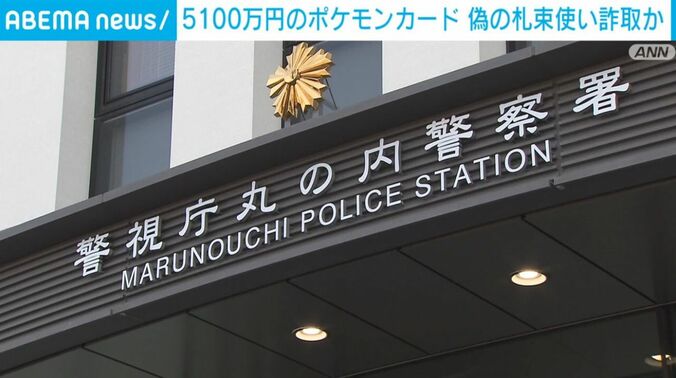 ABEMA news/ 5100万円のポケモンカード 偽の札束使い詐取か
ANN
警視庁丸の内警察署
MARUNOUCHI POLICE STATION